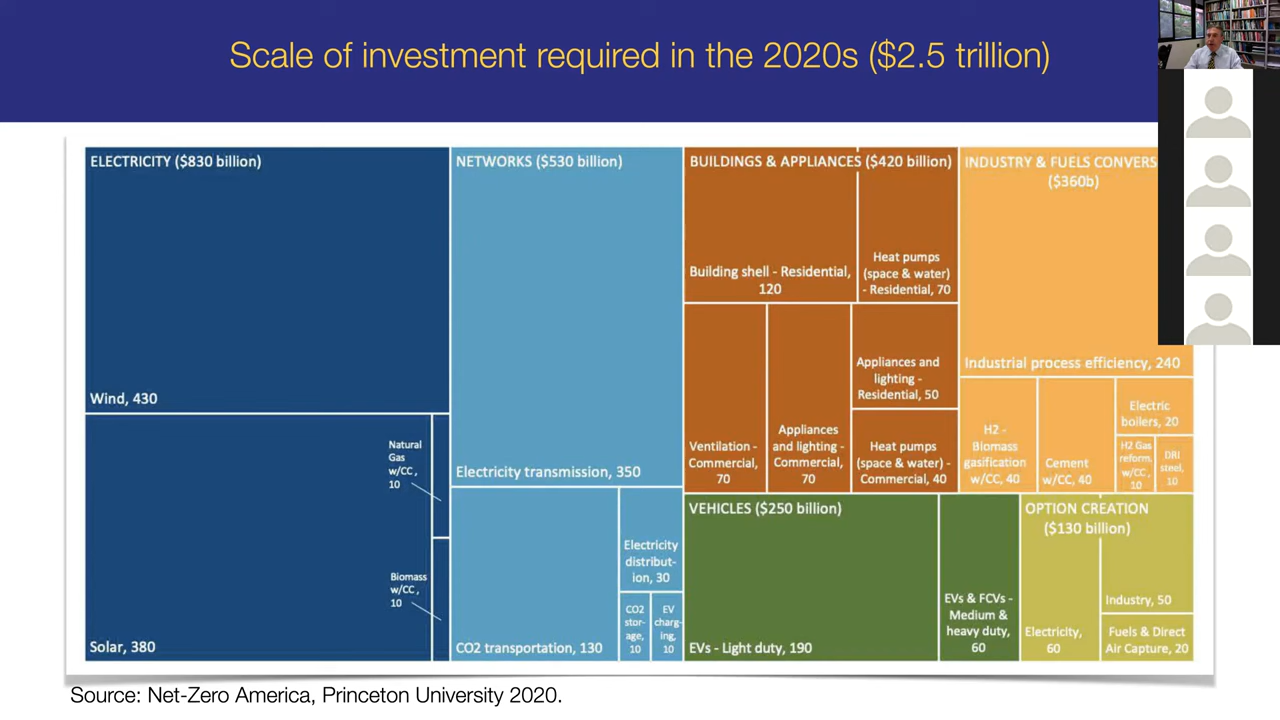 Scale of investment required in the 2020s ($2.5 trillion)
ELECTRICITY ($830 billion)
Wind, 430
Natural
Gas
w/CC ,
10
Biomass
w/CC ,
10
Solar, 380
NETWORKS ($530 billion)
Electricity transmission, 350
CO2 transportation, 130
Electricity
distribut-
ion, 30
CO2
stor-
age,
10
EV
charg-
ing,
10
BUILDINGS & APPLIANCES ($420 billion)
Building shell - Residential,
120
Heat pumps
(space & water)
- Residential, 70
Ventilation -
Commercial,
70
Appliances
and lighting -
Commercial,
70
Appliances and
lighting -
Residential, 50
Heat pumps
(space & water) -
Commercial, 40
INDUSTRY & FUELS CONVERS
($360b)
Industrial process efficiency, 240
H2 -
Biomass
gasification
w/CC, 40
Cement
w/CC, 40
Electric
boilers, 20
H2 Gas
reform,
w/CC ,
10
DRI
steel,
10
VEHICLES ($250 billion)
EVs - Light duty, 190
EVs & FCVs -
Medium &
heavy duty,
60
OPTION CREATION
($130 billion)
Electricity,
60
Industry, 50
Fuels & Direct
Air Capture, 20
Source: Net-Zero America, Princeton University 2020.